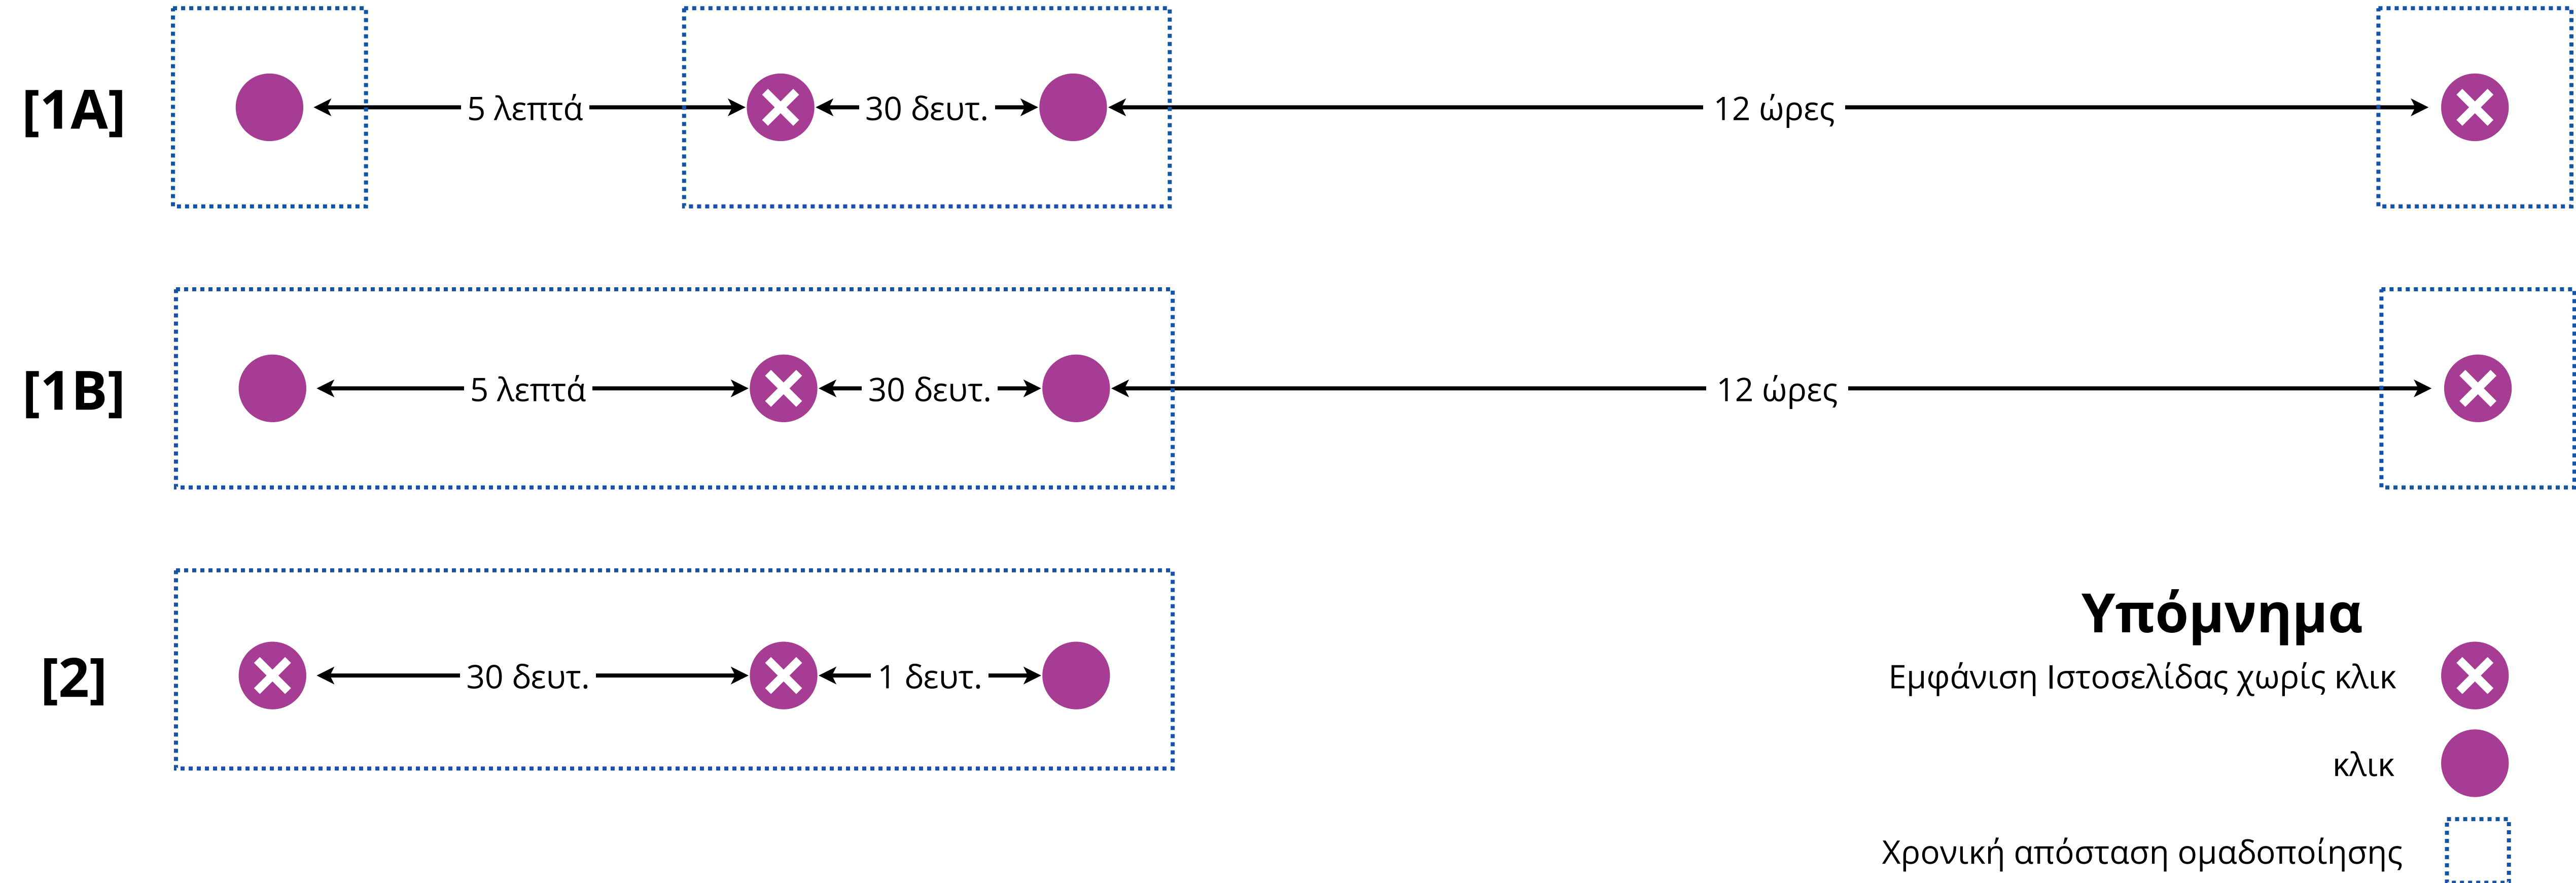 [1A] 5 λεπτά 30 δευτ. 12 ώρες
[1B] 5 λεπτά 30 δευτ. 12 ώρες
[2] 30 δευτ. 1 δευτ.
Υπόμνημα
Εμφάνιση Ιστοσελίδας χωρίς κλικ
κλικ
Χρονική απόσταση ομαδοποίησης